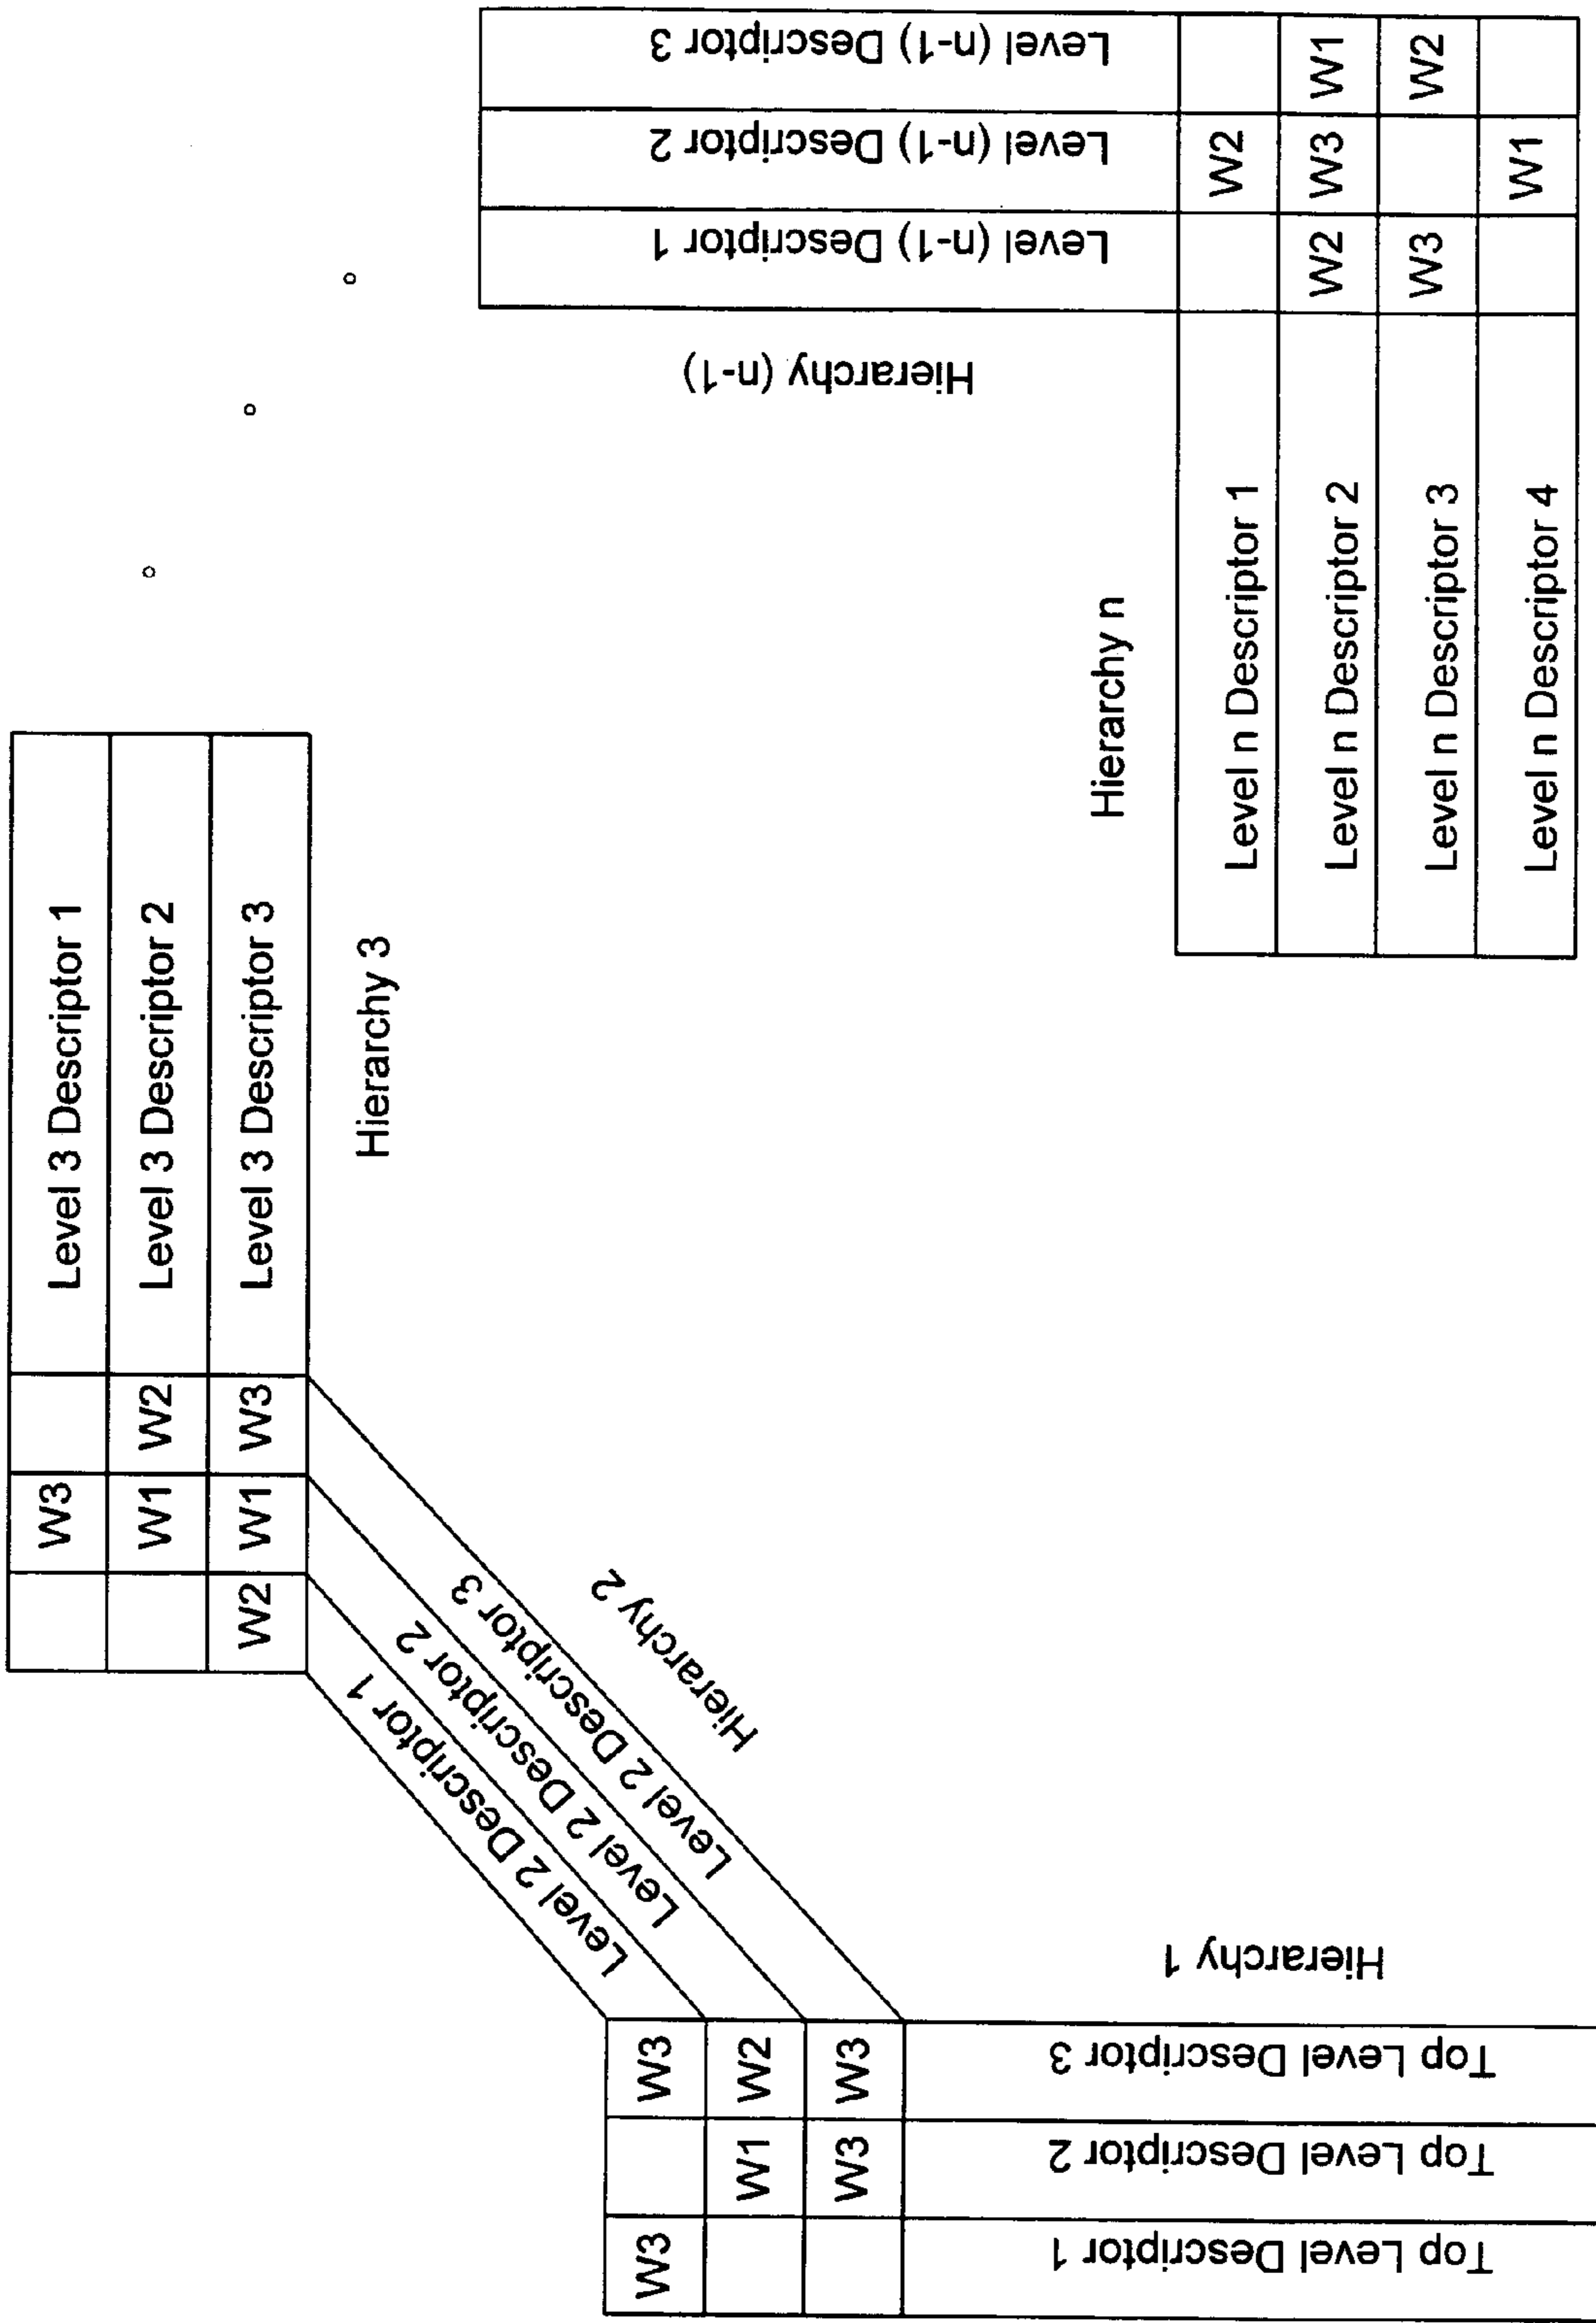 W3 Level 3 Descriptor 1
W1 W2 Level 3 Descriptor 2
W2 W1 W3 Level 3 Descriptor 3
Hierarchy 3
Level 2 Descriptor 1
Level 2 Descriptor 2
Level 2 Descriptor 3
Hierarchy 2
W3 W3
W1 W2
W3 W3
Top Level Descriptor 1
Top Level Descriptor 2
Top Level Descriptor 3
Hierarchy 1
Level (n-1) Descriptor 1
Level (n-1) Descriptor 2
Level (n-1) Descriptor 3
Hierarchy (n-1)
Hierarchy n
Level n Descriptor 1 W2
Level n Descriptor 2 W2 W3 W1
Level n Descriptor 3 W3 W2
Level n Descriptor 4 W1